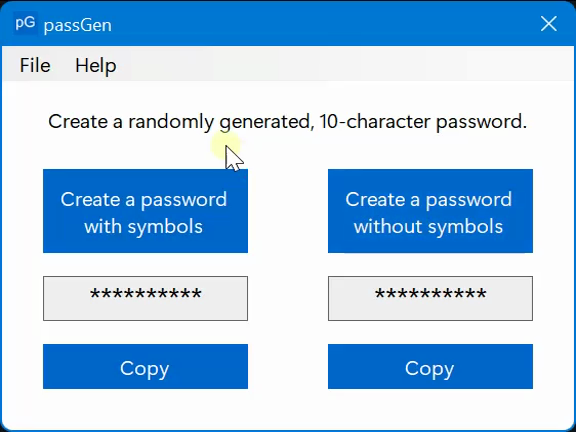 pG passGen
File Help
Create a randomly generated, 10-character password.
Create a password
with symbols
Create a password
without symbols
**********
**********
Copy
Copy